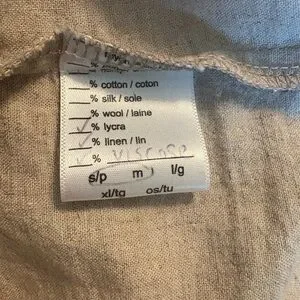 % cotton / coton
% silk / soie
% wool / laine
✓% lycra
✓% linen / lin
✓% viscose
s/p m l/g
xl/tg os/tu